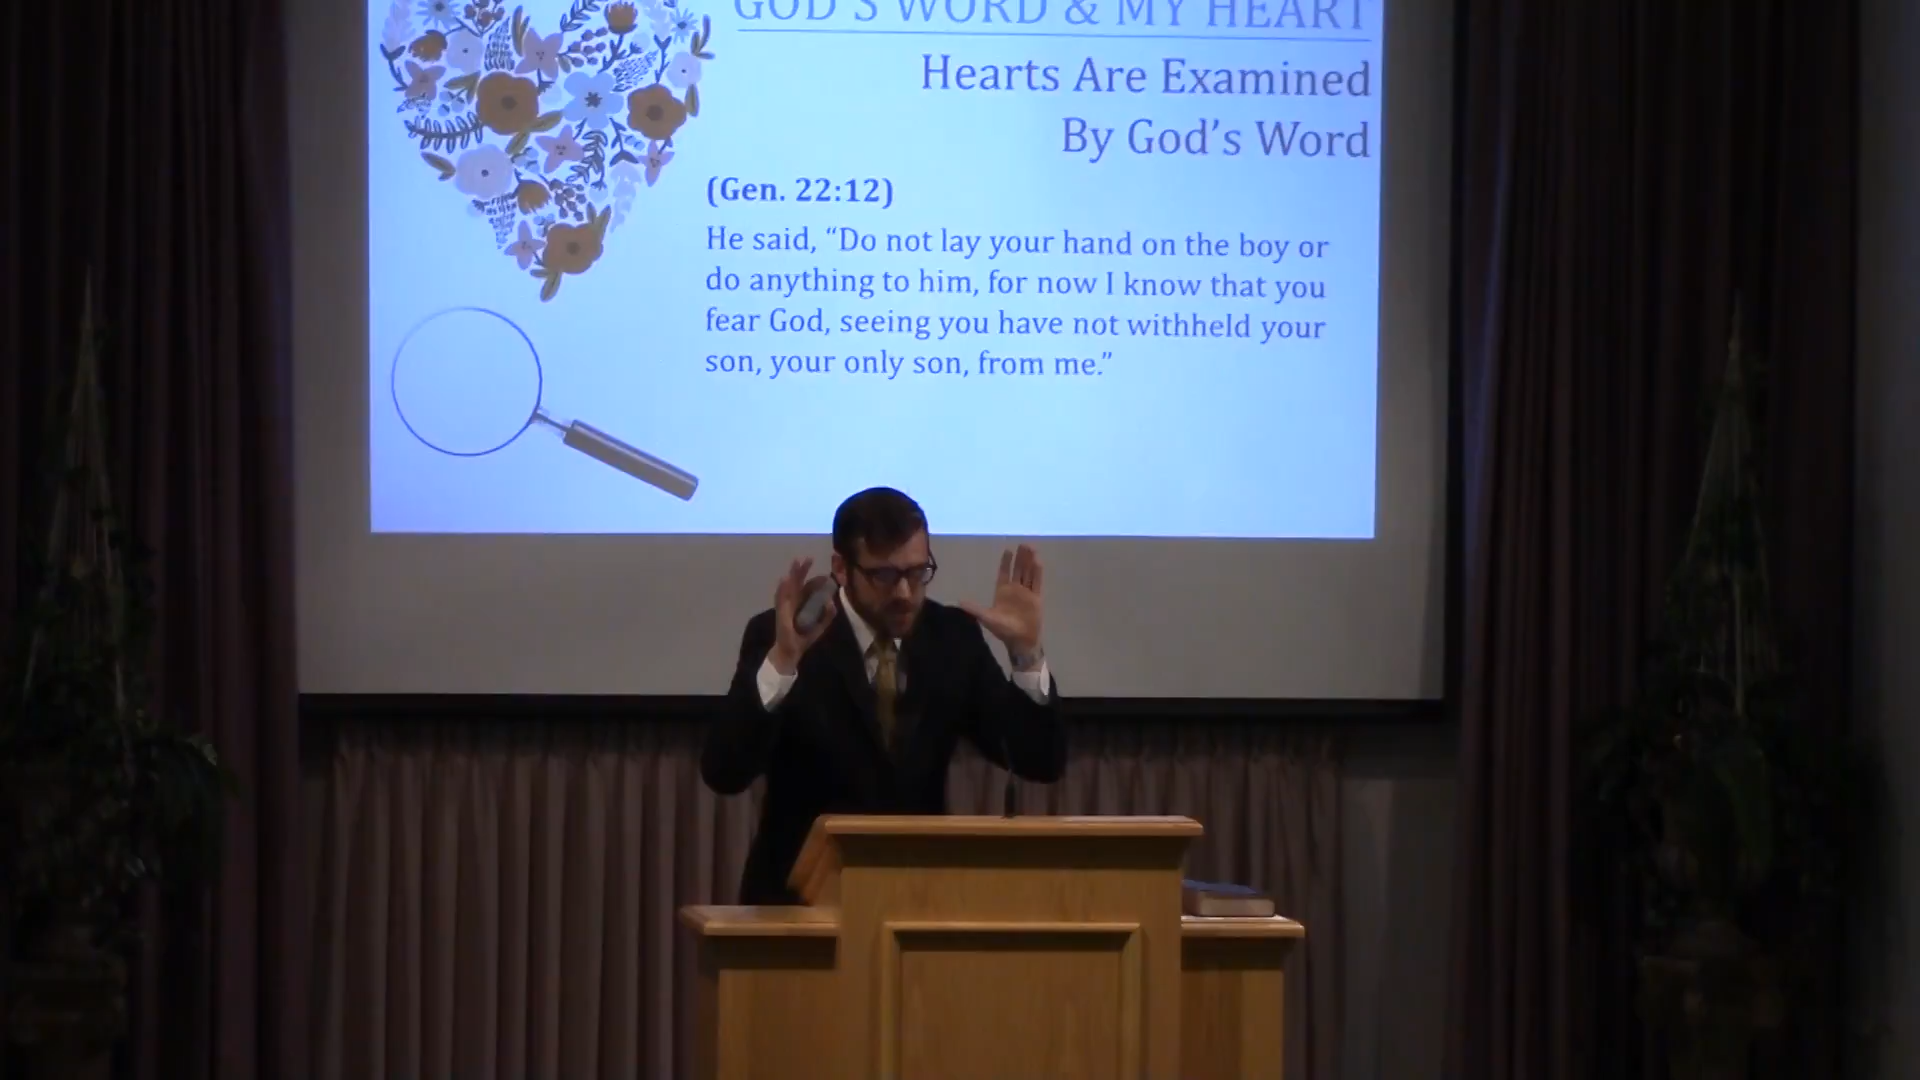 GOD'S WORD & MY HEART
Hearts Are Examined
By God's Word
(Gen. 22:12)
He said, “Do not lay your hand on the boy or
do anything to him, for now I know that you
fear God, seeing you have not withheld your
son, your only son, from me.”